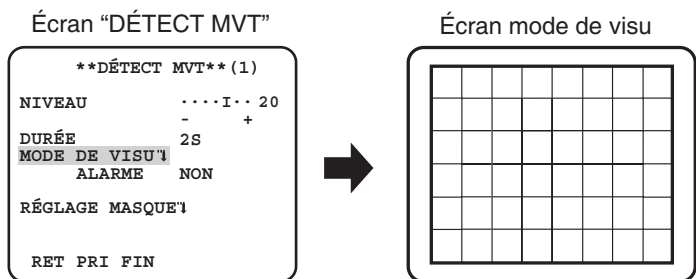 Écran “DÉTECT MVT”
**DÉTECT MVT**(1)
NIVEAU ····I·· 20
- +
DURÉE 2S
MODE DE VISU
ALARME NON
RÉGLAGE MASQUE
RET PRI FIN
Écran mode de visu